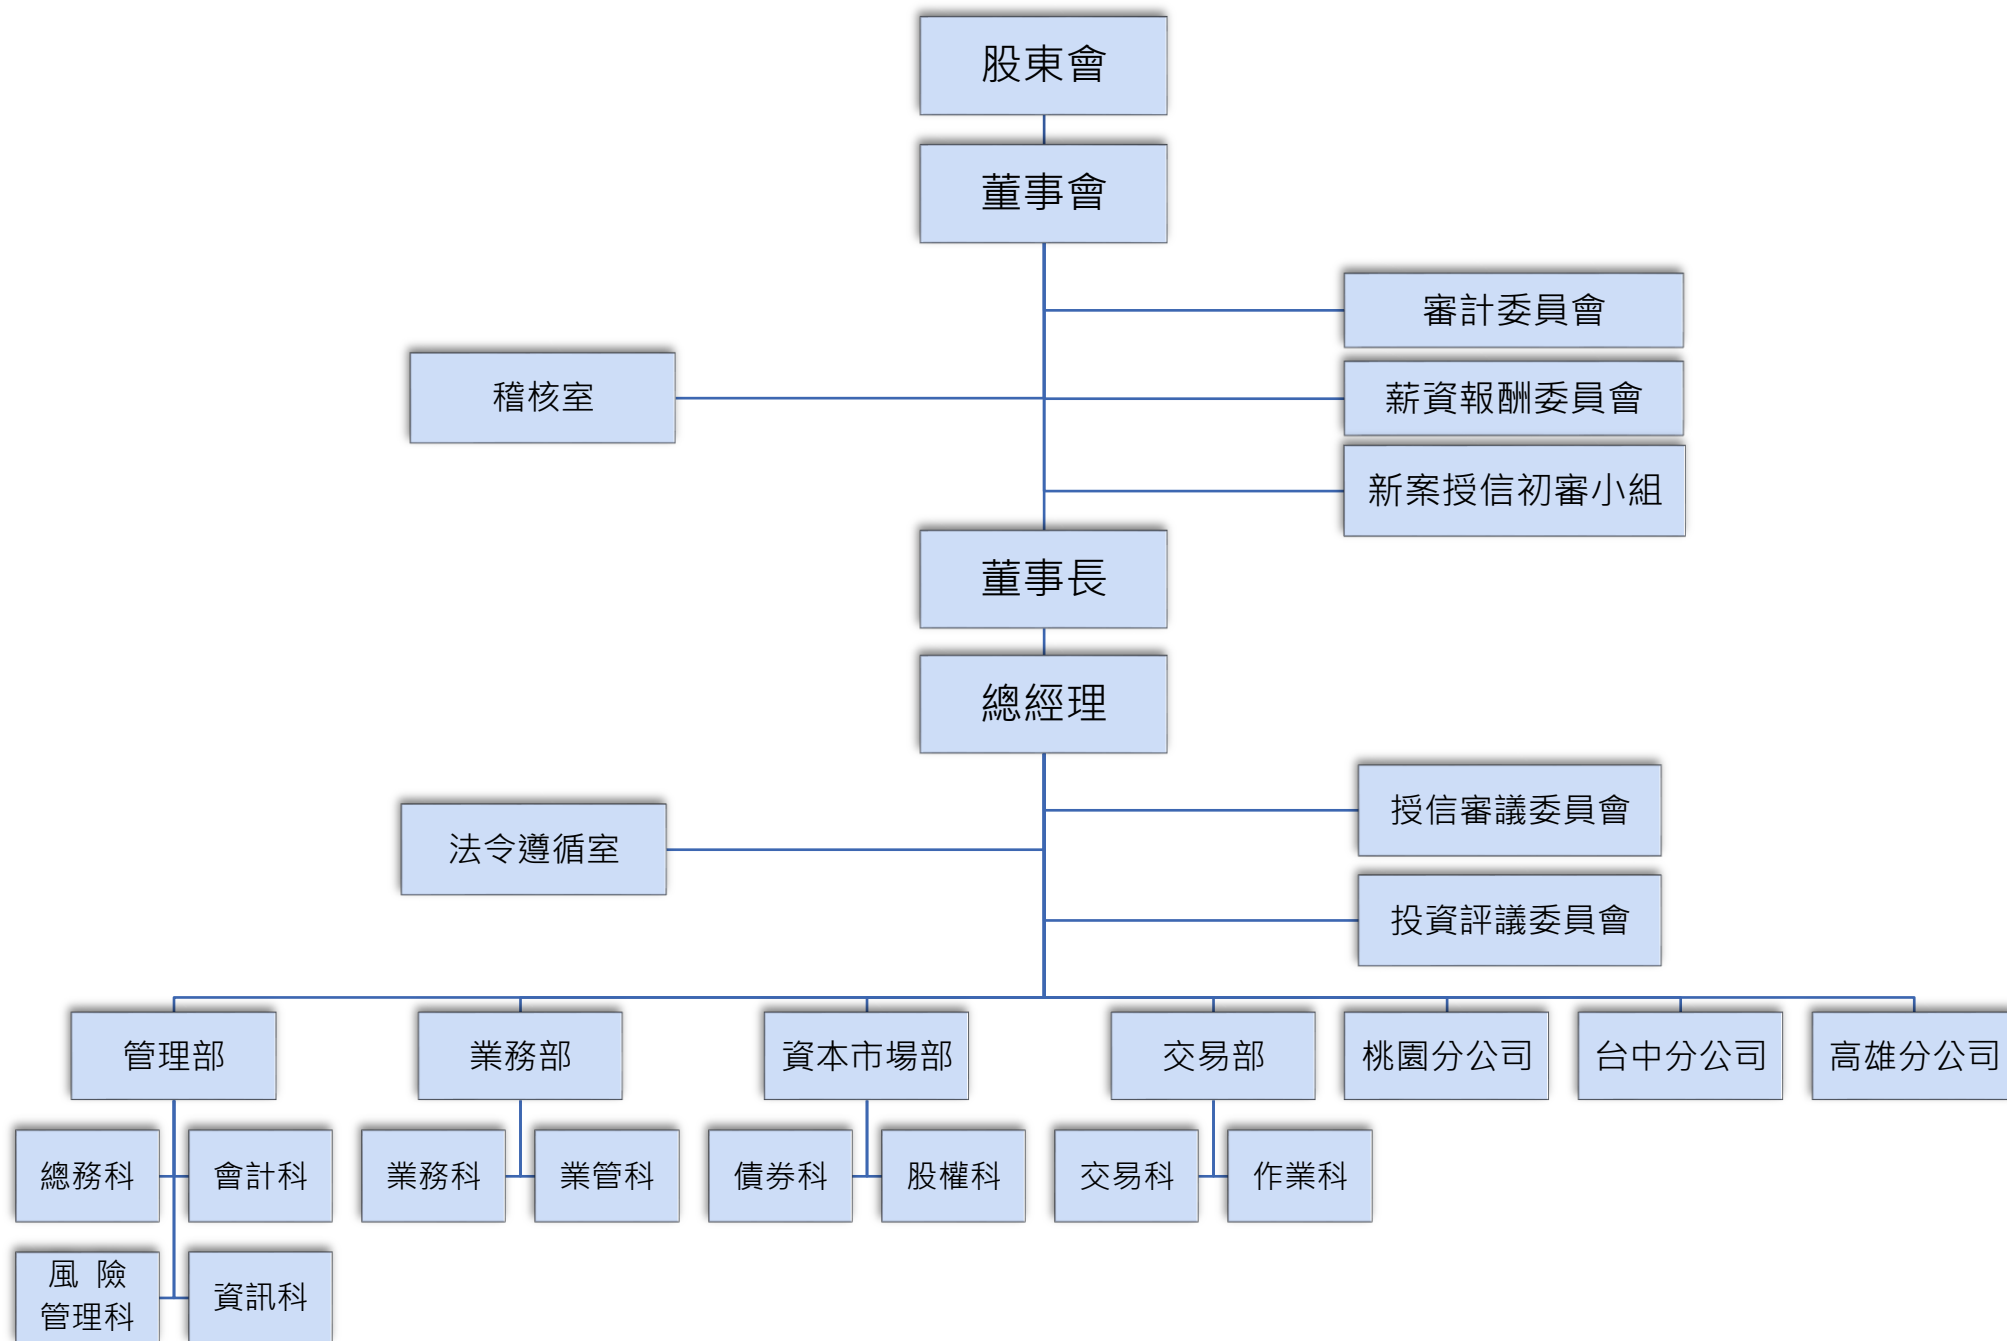 股東會
董事會
審計委員會
稽核室
薪資報酬委員會
新案授信初審小組
董事長
總經理
授信審議委員會
法令遵循室
投資評議委員會
管理部
業務部
資本市場部
交易部
桃園分公司
台中分公司
高雄分公司
總務科
會計科
業務科
業管科
債券科
股權科
交易科
作業科
風 險
管理科
資訊科